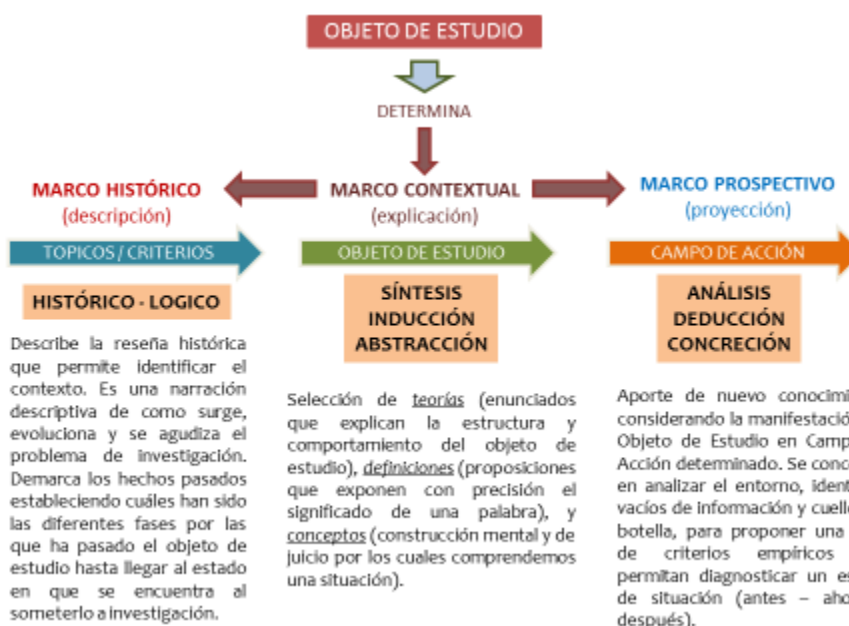 OBJETO DE ESTUDIO
DETERMINA
MARCO HISTÓRICO
(descripción)
TOPICOS / CRITERIOS
HISTÓRICO - LOGICO
Describe la reseña histórica
que permite identificar el
contexto. Es una narración
descriptiva de como surge,
evoluciona y se agudiza el
problema de investigación.
Demarca los hechos pasados
estableciendo cuáles han sido
las diferentes fases por las
que ha pasado el objeto de
estudio hasta llegar al estado
en que se encuentra al
someterlo a investigación.
MARCO CONTEXTUAL
(explicación)
OBJETO DE ESTUDIO
SÍNTESIS
INDUCCIÓN
ABSTRACCIÓN
Selección de teorías (enunciados
que explican la estructura y
comportamiento del objeto de
estudio), definiciones (proposiciones
que exponen con precisión el
significado de una palabra), y
conceptos (construcción mental y de
juicio por los cuales comprendemos
una situación).
MARCO PROSPECTIVO
(proyección)
CAMPO DE ACCIÓN
ANÁLISIS
DEDUCCIÓN
CONCRECIÓN
Aporte de nuevo conocimi
considerando la manifestació
Objeto de Estudio en Camp
Acción determinado. Se conc
en analizar el entorno, ident
vacíos de información y cuell
botella, para proponer una
de criterios empíricos
permitan diagnosticar un es
de situación (antes – aho
después).